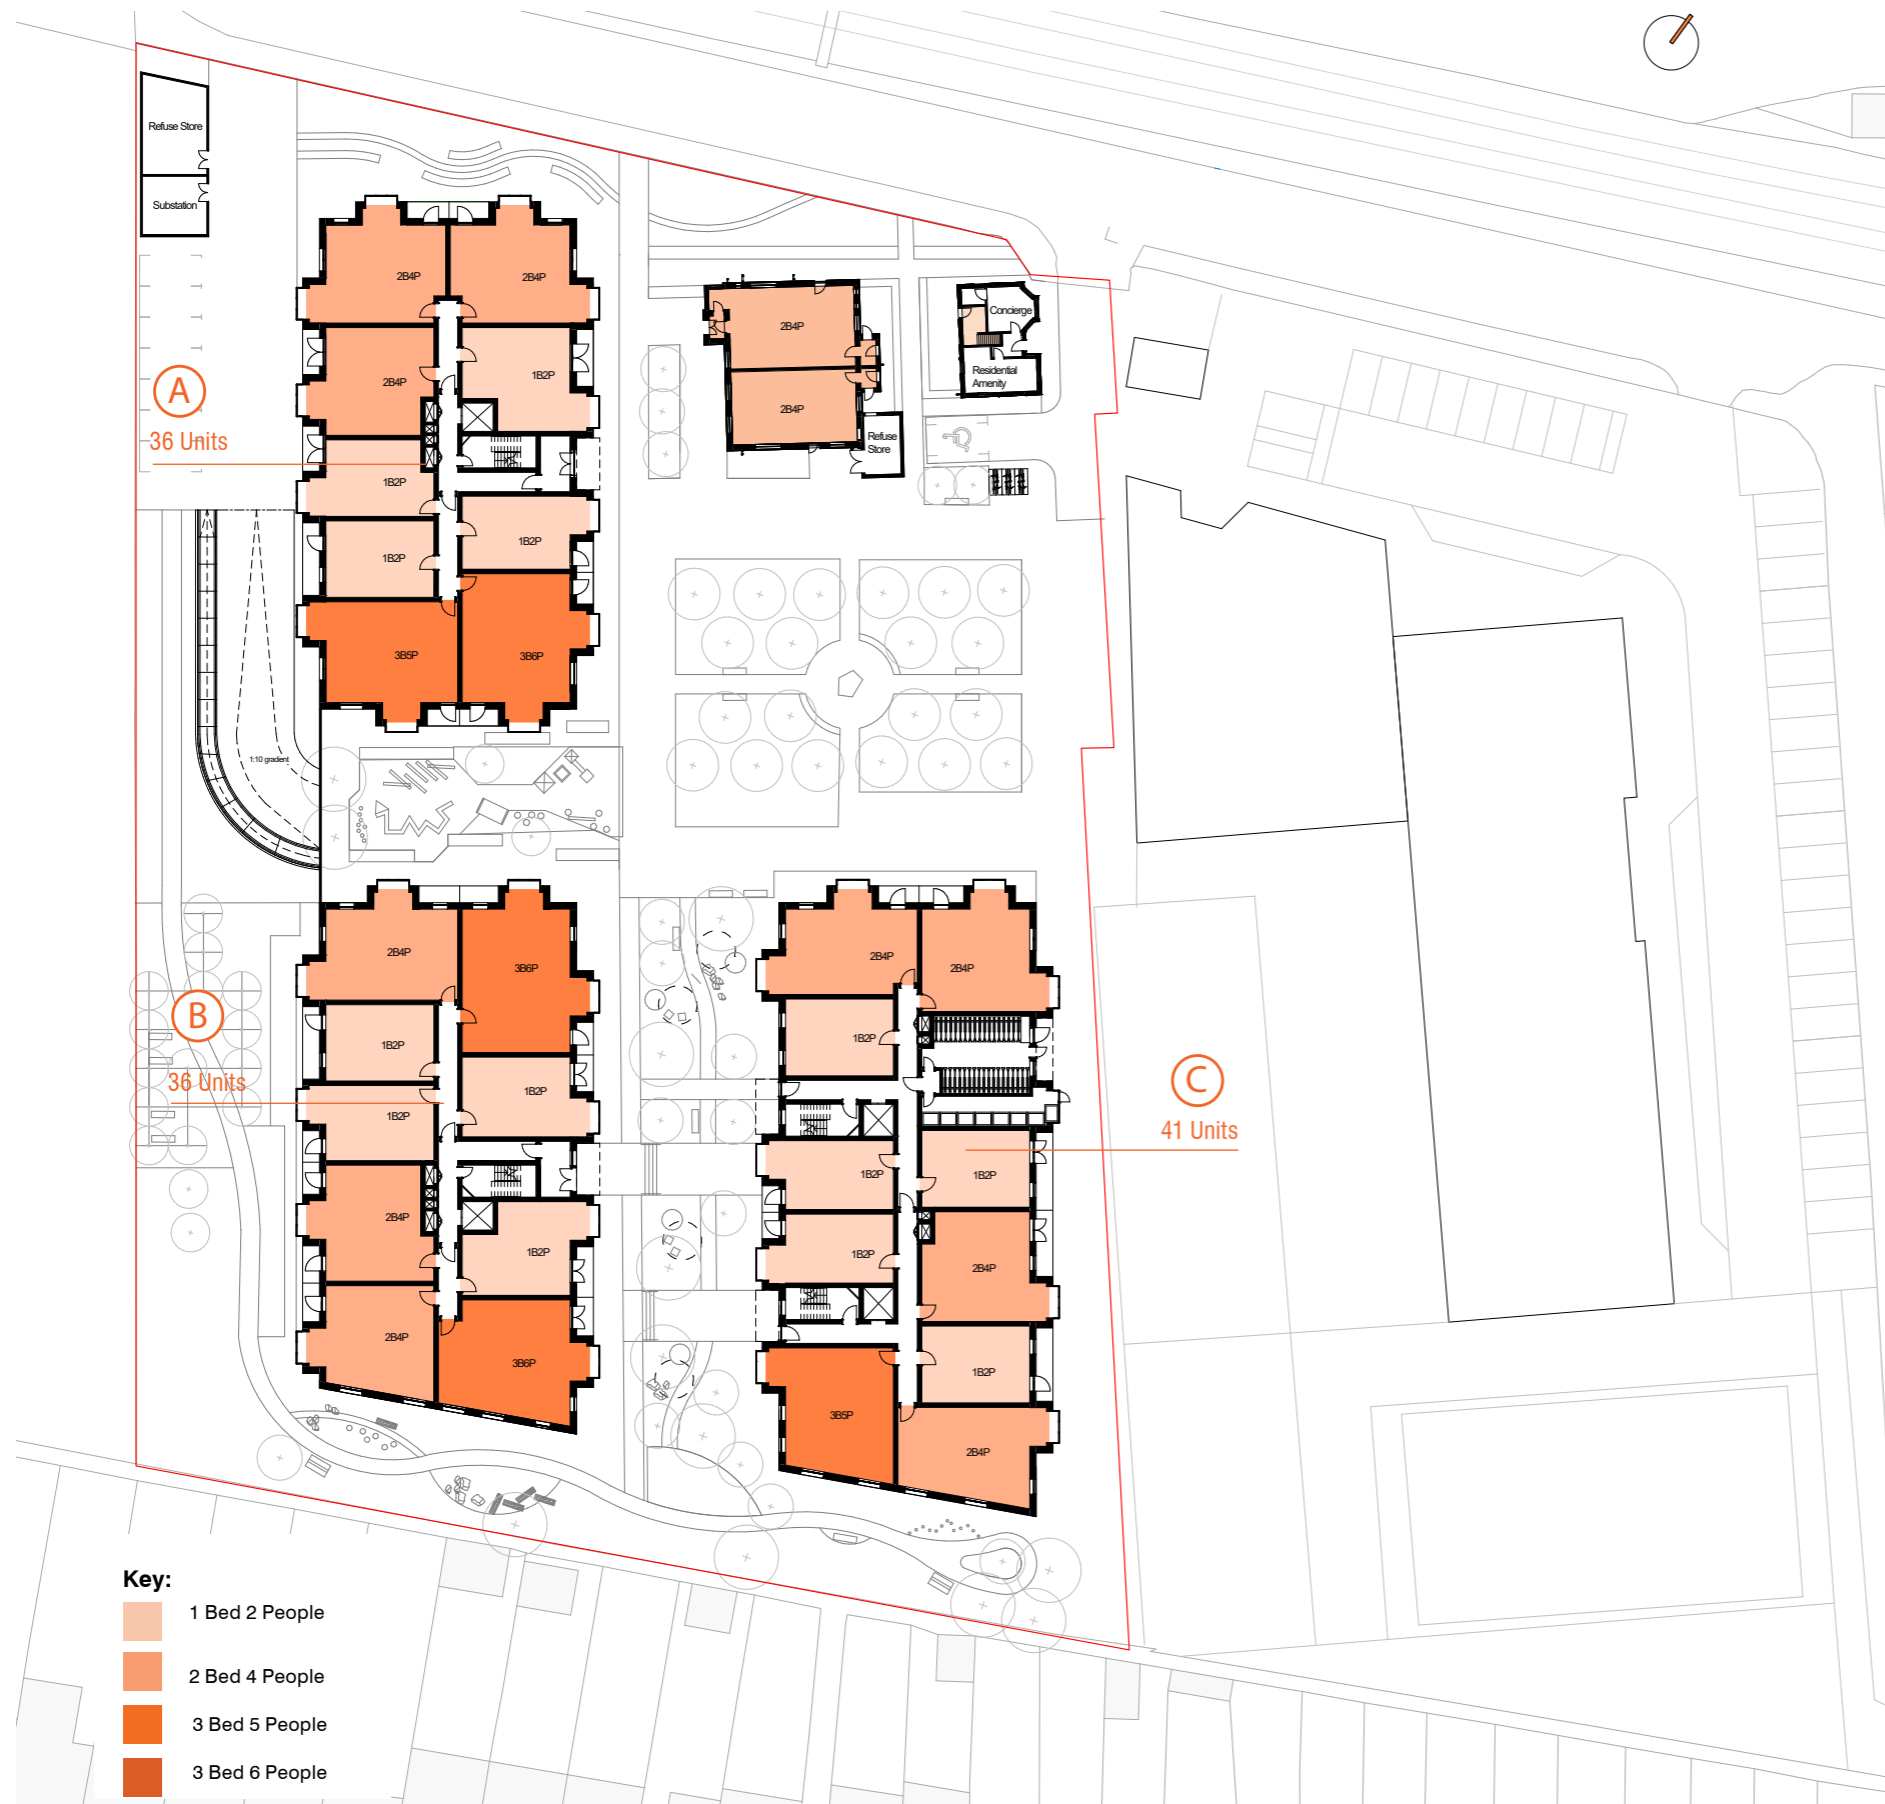 Refuse Store
Substation
2B4P
2B4P
2B4P
1B2P
A
36 Units
1B2P
1B2P
1B2P
3B5P
3B6P
2B4P
2B4P
Refuse
Store
Concierge
Residential
Amenity
1:10 gradient
2B4P
3B6P
B
36 Units
1B2P
1B2P
1B2P
2B4P
1B2P
2B4P
3B6P
2B4P
2B4P
1B2P
C
41 Units
1B2P
1B2P
1B2P
2B4P
1B2P
3B5P
2B4P
Key:
1 Bed 2 People
2 Bed 4 People
3 Bed 5 People
3 Bed 6 People